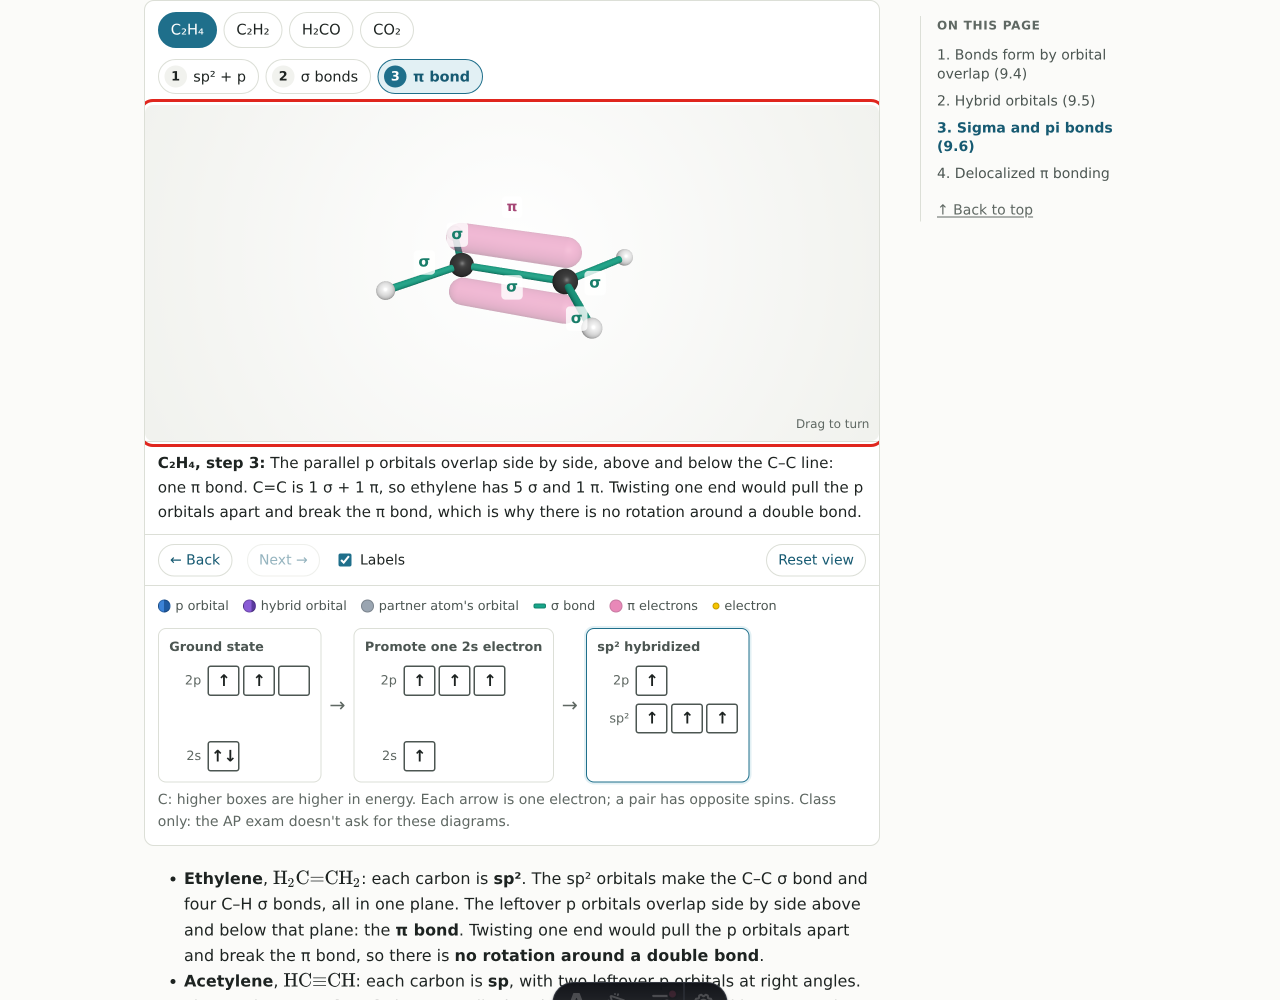 C₂H₄ C₂H₂ H₂CO CO₂
1 sp² + p 2 σ bonds 3 π bond
π
σ
σ
σ
σ
σ
Drag to turn
C₂H₄, step 3: The parallel p orbitals overlap side by side, above and below the C–C line:
one π bond. C=C is 1 σ + 1 π, so ethylene has 5 σ and 1 π. Twisting one end would pull the p
orbitals apart and break the π bond, which is why there is no rotation around a double bond.
← Back Next → Labels Reset view
p orbital hybrid orbital partner atom's orbital σ bond π electrons electron
Ground state
2p ↑ ↑
2s ↑↓
→
Promote one 2s electron
2p ↑ ↑ ↑
2s ↑
→
sp² hybridized
2p ↑
sp² ↑ ↑ ↑
C: higher boxes are higher in energy. Each arrow is one electron; a pair has opposite spins. Class
only: the AP exam doesn't ask for these diagrams.
• Ethylene, H₂C=CH₂: each carbon is sp². The sp² orbitals make the C–C σ bond and
four C–H σ bonds, all in one plane. The leftover p orbitals overlap side by side above
and below that plane: the π bond. Twisting one end would pull the p orbitals apart
and break the π bond, so there is no rotation around a double bond.
• Acetylene, HC≡CH: each carbon is sp, with two leftover p orbitals at right angles.
ON THIS PAGE
1. Bonds form by orbital
overlap (9.4)
2. Hybrid orbitals (9.5)
3. Sigma and pi bonds
(9.6)
4. Delocalized π bonding
↑ Back to top